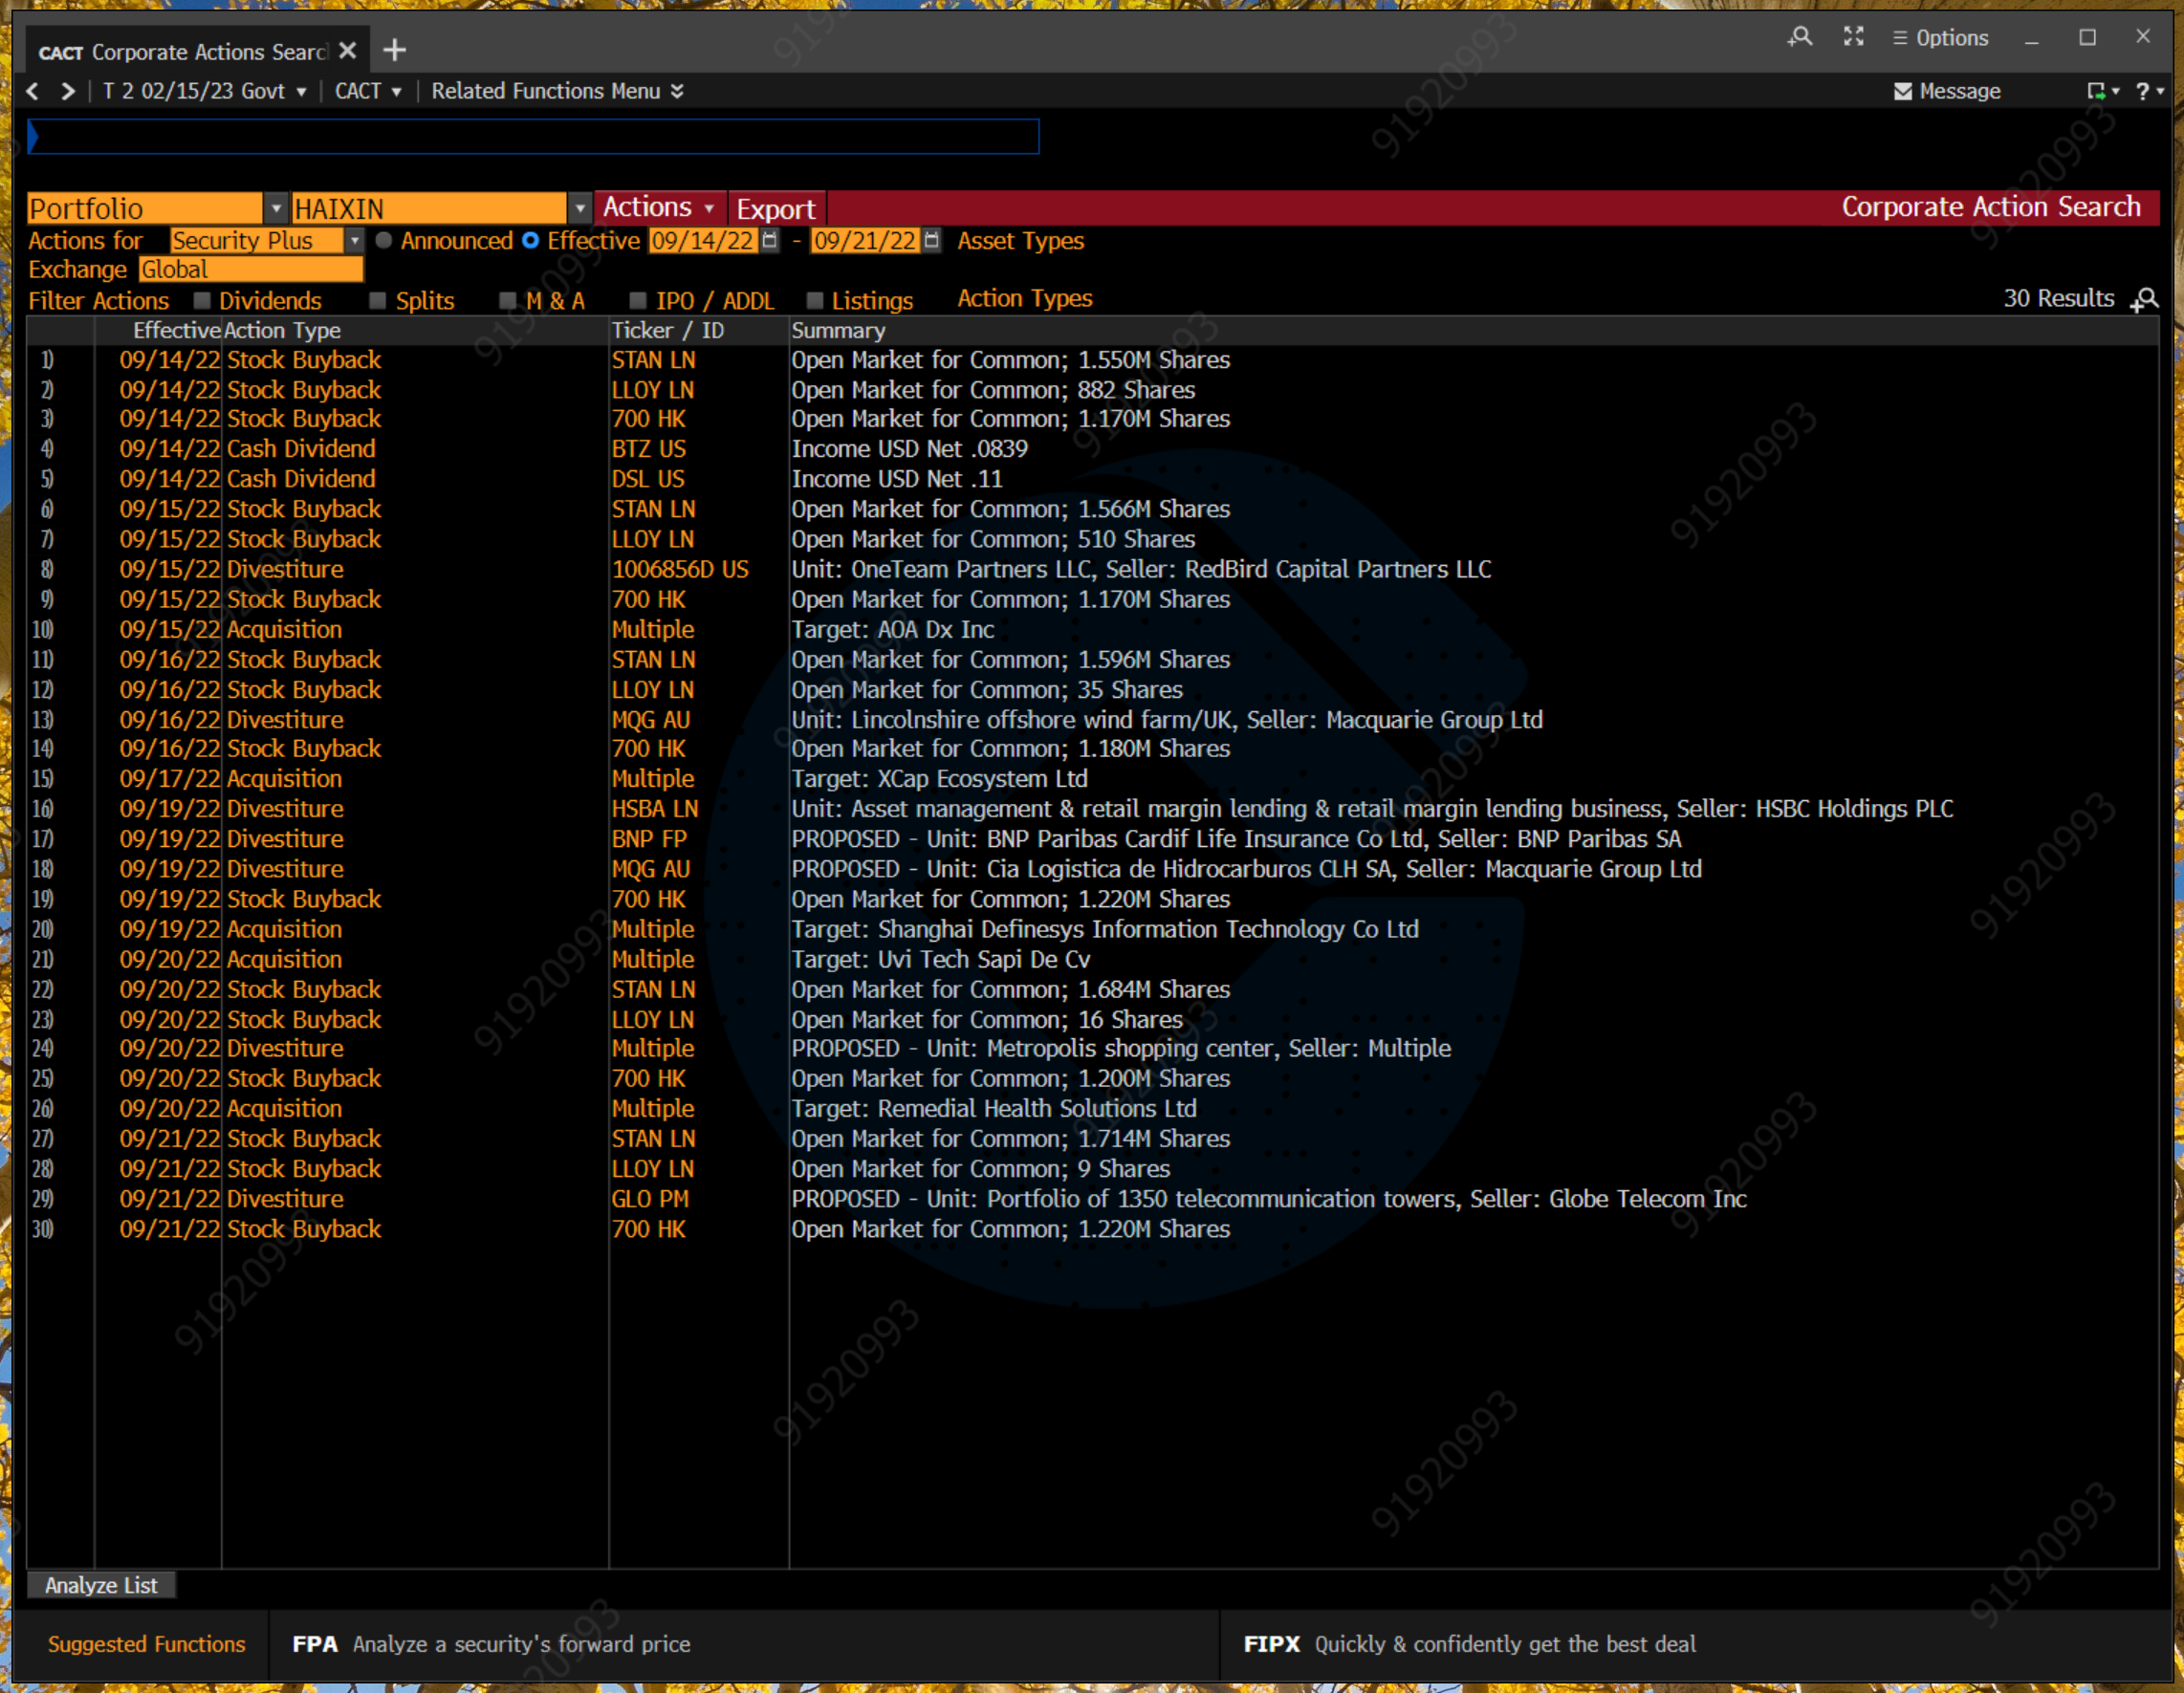 CACT Corporate Actions Searc
T 2 02/15/23 Govt CACT Related Functions Menu Message ?
Options
Portfolio HAIXIN Actions Export Corporate Action Search
Actions for Security Plus Announced Effective 09/14/22 - 09/21/22 Asset Types
Exchange Global
Filter Actions Dividends Splits M & A IPO / ADDL Listings Action Types 30 Results
Effective Action Type Ticker / ID Summary
1) 09/14/22 Stock Buyback STAN LN Open Market for Common; 1.550M Shares
2) 09/14/22 Stock Buyback LLOY LN Open Market for Common; 882 Shares
3) 09/14/22 Stock Buyback 700 HK Open Market for Common; 1.170M Shares
4) 09/14/22 Cash Dividend BTZ US Income USD Net .0839
5) 09/14/22 Cash Dividend DSL US Income USD Net .11
6) 09/15/22 Stock Buyback STAN LN Open Market for Common; 1.566M Shares
7) 09/15/22 Stock Buyback LLOY LN Open Market for Common; 510 Shares
8) 09/15/22 Divestiture 1006856D US Unit: OneTeam Partners LLC, Seller: RedBird Capital Partners LLC
9) 09/15/22 Stock Buyback 700 HK Open Market for Common; 1.170M Shares
10) 09/15/22 Acquisition Multiple Target: AOA Dx Inc
11) 09/16/22 Stock Buyback STAN LN Open Market for Common; 1.596M Shares
12) 09/16/22 Stock Buyback LLOY LN Open Market for Common; 35 Shares
13) 09/16/22 Divestiture MQG AU Unit: Lincolnshire offshore wind farm/UK, Seller: Macquarie Group Ltd
14) 09/16/22 Stock Buyback 700 HK Open Market for Common; 1.180M Shares
15) 09/17/22 Acquisition Multiple Target: XCap Ecosystem Ltd
16) 09/19/22 Divestiture HSBA LN Unit: Asset management & retail margin lending & retail margin lending business, Seller: HSBC Holdings PLC
17) 09/19/22 Divestiture BNP FP PROPOSED - Unit: BNP Paribas Cardif Life Insurance Co Ltd, Seller: BNP Paribas SA
18) 09/19/22 Divestiture MQG AU PROPOSED - Unit: Cia Logistica de Hidrocarburos CLH SA, Seller: Macquarie Group Ltd
19) 09/19/22 Stock Buyback 700 HK Open Market for Common; 1.220M Shares
20) 09/19/22 Acquisition Multiple Target: Shanghai Definesys Information Technology Co Ltd
21) 09/20/22 Acquisition Multiple Target: Uvi Tech Sapi De Cv
22) 09/20/22 Stock Buyback STAN LN Open Market for Common; 1.684M Shares
23) 09/20/22 Stock Buyback LLOY LN Open Market for Common; 16 Shares
24) 09/20/22 Divestiture Multiple PROPOSED - Unit: Metropolis shopping center, Seller: Multiple
25) 09/20/22 Stock Buyback 700 HK Open Market for Common; 1.200M Shares
26) 09/20/22 Acquisition Multiple Target: Remedial Health Solutions Ltd
27) 09/21/22 Stock Buyback STAN LN Open Market for Common; 1.714M Shares
28) 09/21/22 Stock Buyback LLOY LN Open Market for Common; 9 Shares
29) 09/21/22 Divestiture GLO PM PROPOSED - Unit: Portfolio of 1350 telecommunication towers, Seller: Globe Telecom Inc
30) 09/21/22 Stock Buyback 700 HK Open Market for Common; 1.220M Shares
Analyze List
Suggested Functions FPA Analyze a security's forward price FIPX Quickly & confidently get the best deal
91920993